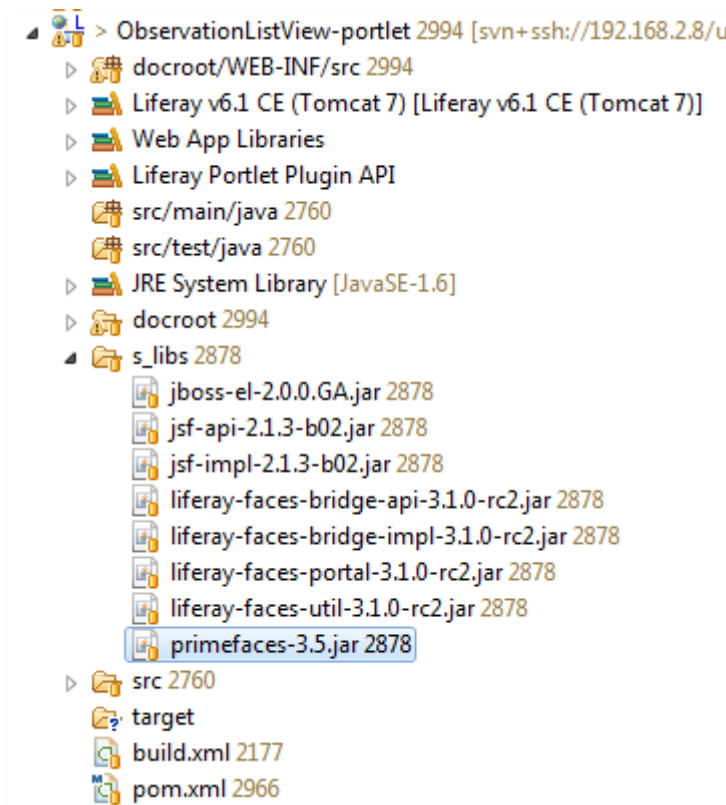 > ObservationListView-portlet 2994 [svn+ssh://192.168.2.8/u
docroot/WEB-INF/src 2994
Liferay v6.1 CE (Tomcat 7) [Liferay v6.1 CE (Tomcat 7)]
Web App Libraries
Liferay Portlet Plugin API
src/main/java 2760
src/test/java 2760
JRE System Library [JavaSE-1.6]
docroot 2994
s_libs 2878
jboss-el-2.0.0.GA.jar 2878
jsf-api-2.1.3-b02.jar 2878
jsf-impl-2.1.3-b02.jar 2878
liferay-faces-bridge-api-3.1.0-rc2.jar 2878
liferay-faces-bridge-impl-3.1.0-rc2.jar 2878
liferay-faces-portal-3.1.0-rc2.jar 2878
liferay-faces-util-3.1.0-rc2.jar 2878
primefaces-3.5.jar 2878
src 2760
target
build.xml 2177
pom.xml 2966